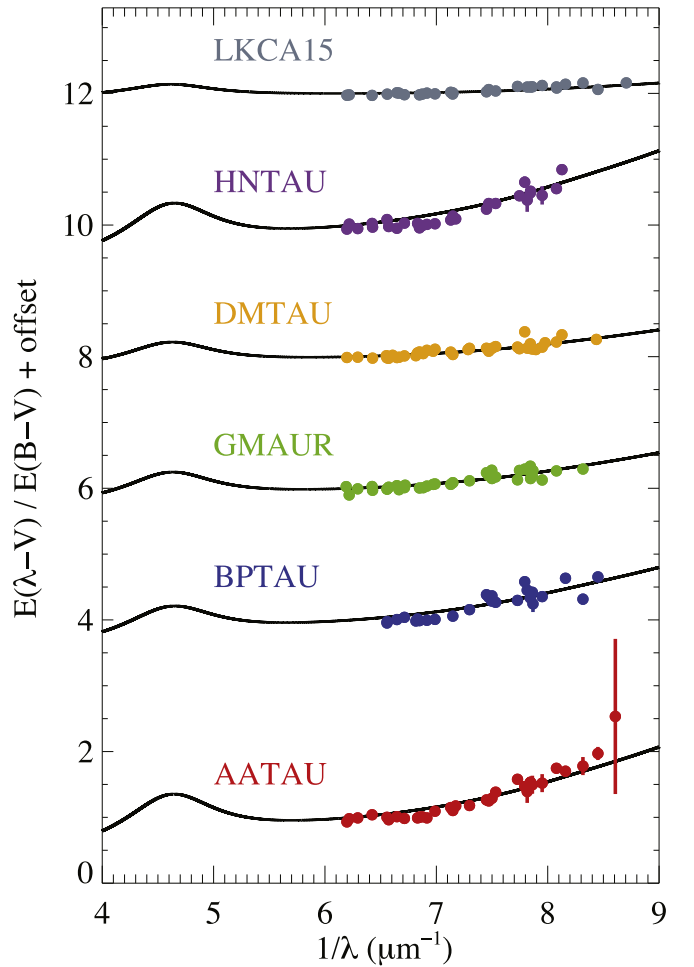 LKCA15
12
HNTAU
10
DMTAU
8
GMAUR
6
BPTAU
4
AATAU
2
0
E(λ−V) / E(B−V) + offset
4 5 6 7 8 9
1/λ (μm⁻¹)